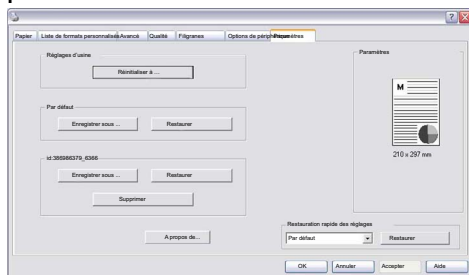 Papier Liste de formats personnalisés Avancé Qualité Filigranes Options de périphérique Paramètres
Réglages d'usine
Réinitialiser à ...
Par défaut
Enregistrer sous ... Restaurer
id:386986379_6366
Enregistrer sous ... Restaurer
Supprimer
A propos de...
Paramètres
M
210 x 297 mm
Restauration rapide des réglages
Par défaut Restaurer
OK Annuler Accepter Aide